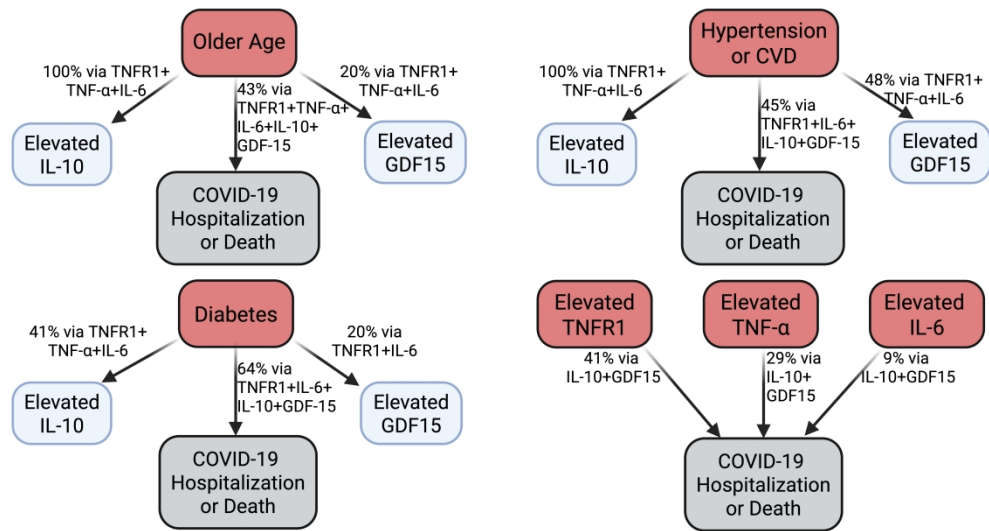 Older Age
100% via TNFR1+
TNF-α+IL-6
43% via
TNFR1+TNF-α+
IL-6+IL-10+
GDF-15
20% via TNFR1+
TNF-α+IL-6
Elevated
IL-10
Elevated
GDF15
COVID-19
Hospitalization
or Death
Hypertension
or CVD
100% via TNFR1+
TNF-α+IL-6
45% via
TNFR1+IL-6+
IL-10+GDF-15
48% via TNFR1+
TNF-α+IL-6
Elevated
IL-10
Elevated
GDF15
COVID-19
Hospitalization
or Death
Diabetes
41% via TNFR1+
TNF-α+IL-6
64% via
TNFR1+IL-6+
IL-10+GDF-15
20% via
TNFR1+IL-6
Elevated
IL-10
Elevated
GDF15
COVID-19
Hospitalization
or Death
Elevated
TNFR1
Elevated
TNF-α
Elevated
IL-6
41% via
IL-10+GDF15
29% via
IL-10+
GDF15
9% via
IL-10+GDF15
COVID-19
Hospitalization
or Death